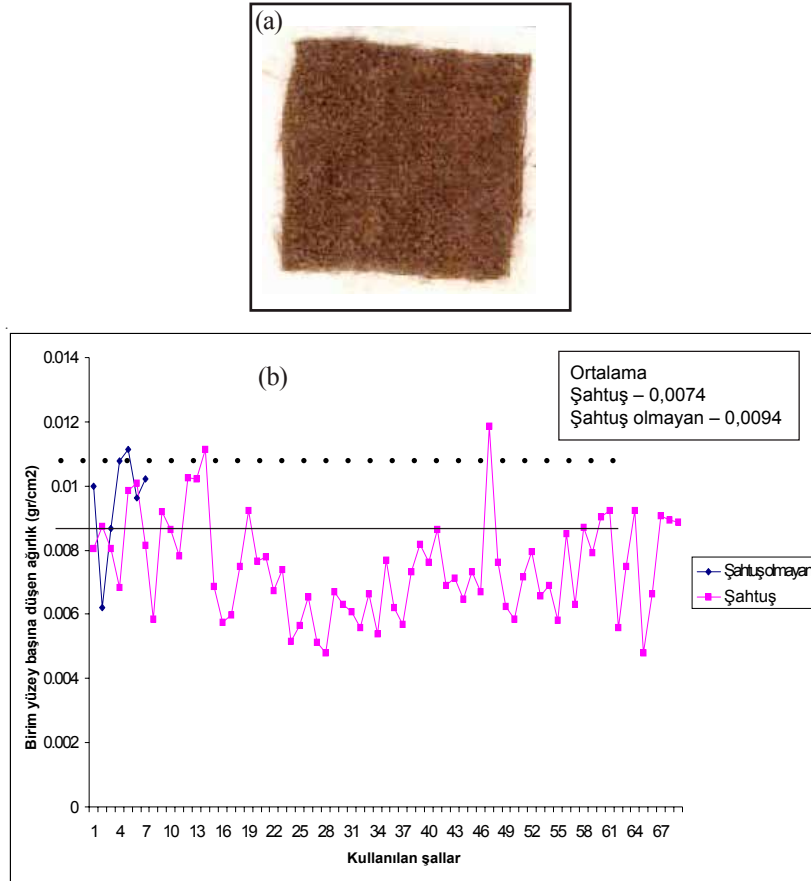 (a)
0.014
0.012
0.01
0.008
0.006
0.004
0.002
0
Birim yüzey başına düşen ağırlık (gr/cm2)
(b)
Ortalama
Şahtuş – 0,0074
Şahtuş olmayan – 0,0094
Şahtuş olmayan
Şahtuş
1 4 7 10 13 16 19 22 25 28 31 34 37 40 43 46 49 52 55 58 61 64 67
Kullanılan şallar